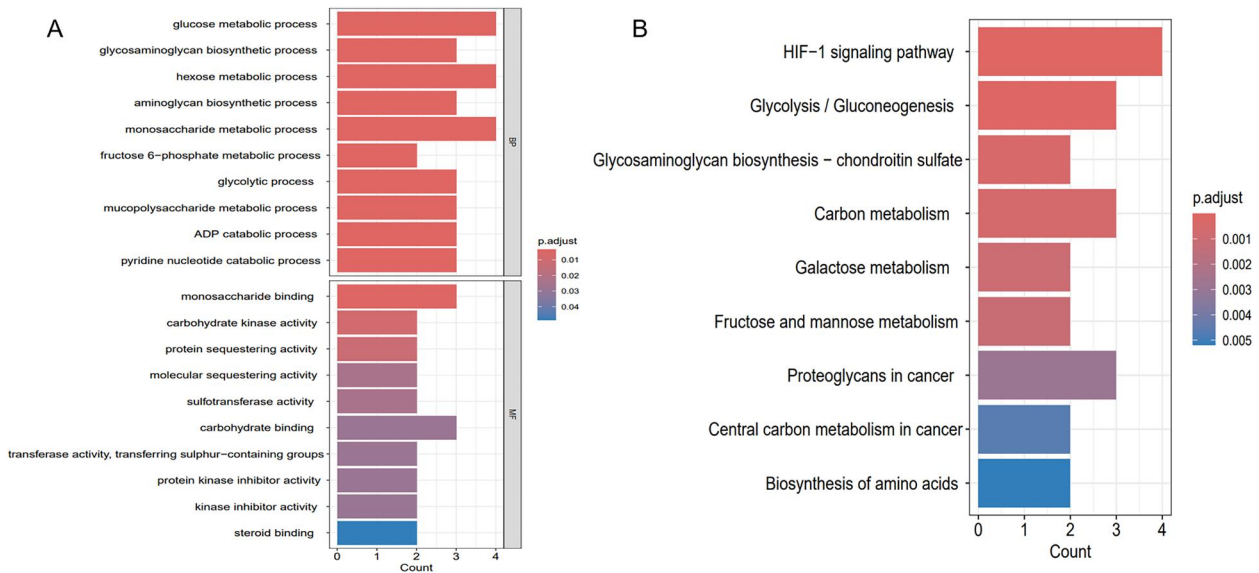 A
glucose metabolic process
glycosaminoglycan biosynthetic process
hexose metabolic process
aminoglycan biosynthetic process
monosaccharide metabolic process
fructose 6−phosphate metabolic process
glycolytic process
mucopolysaccharide metabolic process
ADP catabolic process
pyridine nucleotide catabolic process
BP
monosaccharide binding
carbohydrate kinase activity
protein sequestering activity
molecular sequestering activity
sulfotransferase activity
carbohydrate binding
transferase activity, transferring sulphur−containing groups
protein kinase inhibitor activity
kinase inhibitor activity
steroid binding
MF
0 1 2 3 4
Count
p.adjust
0.01
0.02
0.03
0.04
B
HIF−1 signaling pathway
Glycolysis / Gluconeogenesis
Glycosaminoglycan biosynthesis − chondroitin sulfate
Carbon metabolism
Galactose metabolism
Fructose and mannose metabolism
Proteoglycans in cancer
Central carbon metabolism in cancer
Biosynthesis of amino acids
0 1 2 3 4
Count
p.adjust
0.001
0.002
0.003
0.004
0.005